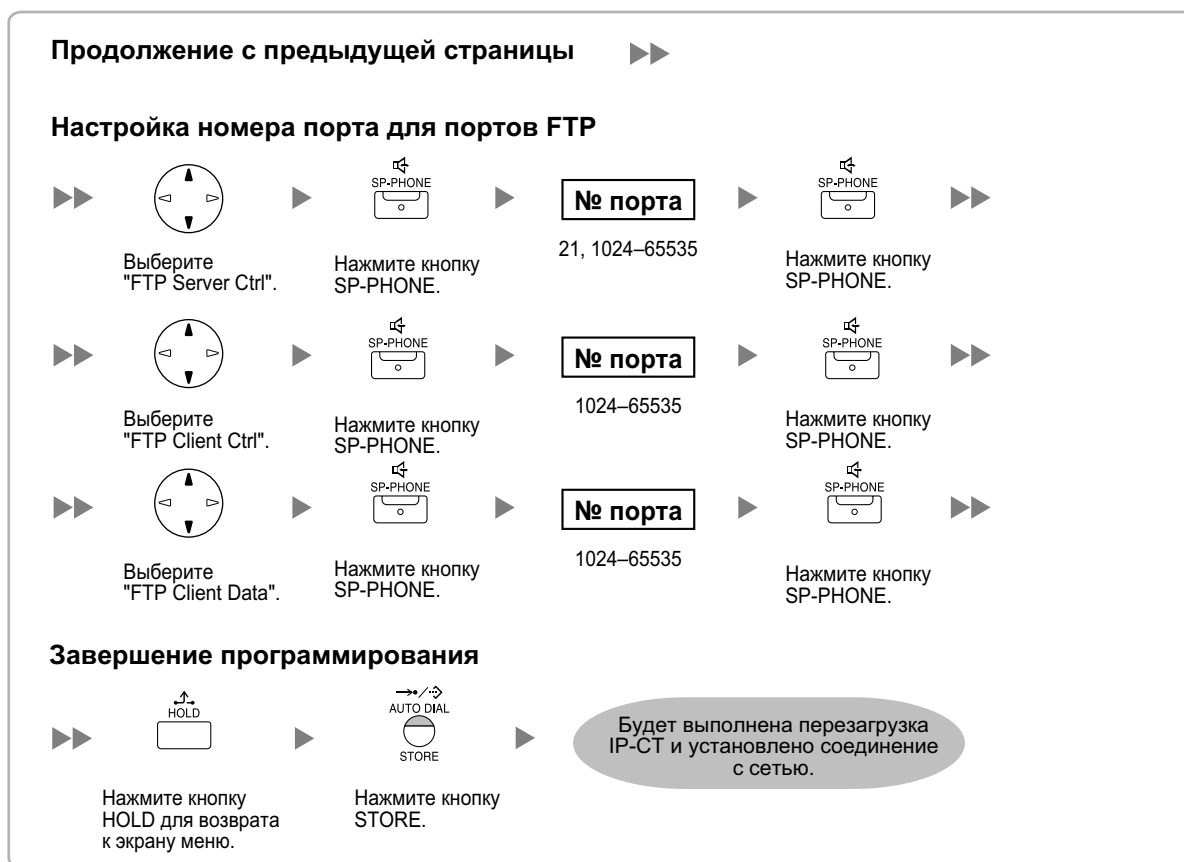 Продолжение с предыдущей страницы
Настройка номера порта для портов FTP
SP-PHONE
№ порта
SP-PHONE
Выберите
"FTP Server Ctrl".
Нажмите кнопку
SP-PHONE.
21, 1024–65535
Нажмите кнопку
SP-PHONE.
SP-PHONE
№ порта
SP-PHONE
Выберите
"FTP Client Ctrl".
Нажмите кнопку
SP-PHONE.
1024–65535
Нажмите кнопку
SP-PHONE.
SP-PHONE
№ порта
SP-PHONE
Выберите
"FTP Client Data".
Нажмите кнопку
SP-PHONE.
1024–65535
Нажмите кнопку
SP-PHONE.
Завершение программирования
HOLD
AUTO DIAL
STORE
Будет выполнена перезагрузка
IP-CT и установлено соединение
с сетью.
Нажмите кнопку
HOLD для возврата
к экрану меню.
Нажмите кнопку
STORE.